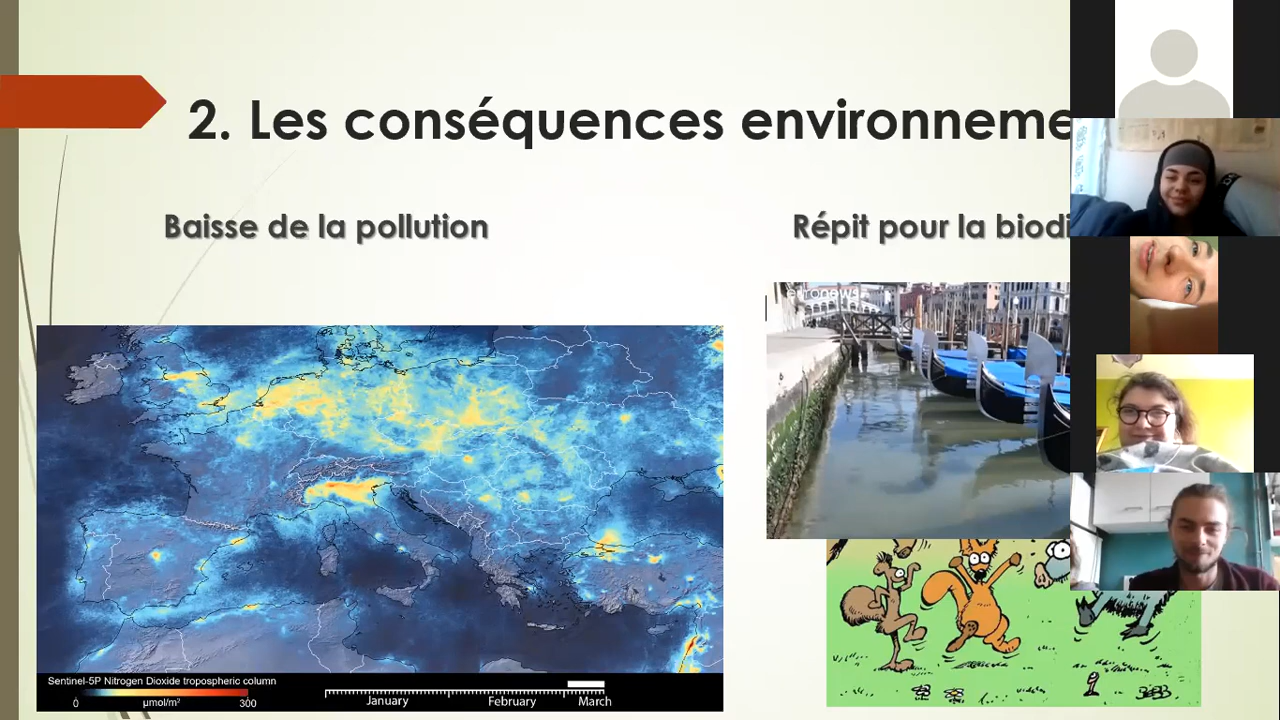 2. Les conséquences environneme
Baisse de la pollution
Répit pour la biodi
euronews.
Sentinel-5P Nitrogen Dioxide tropospheric column
0 µmol/m² 300
January February March